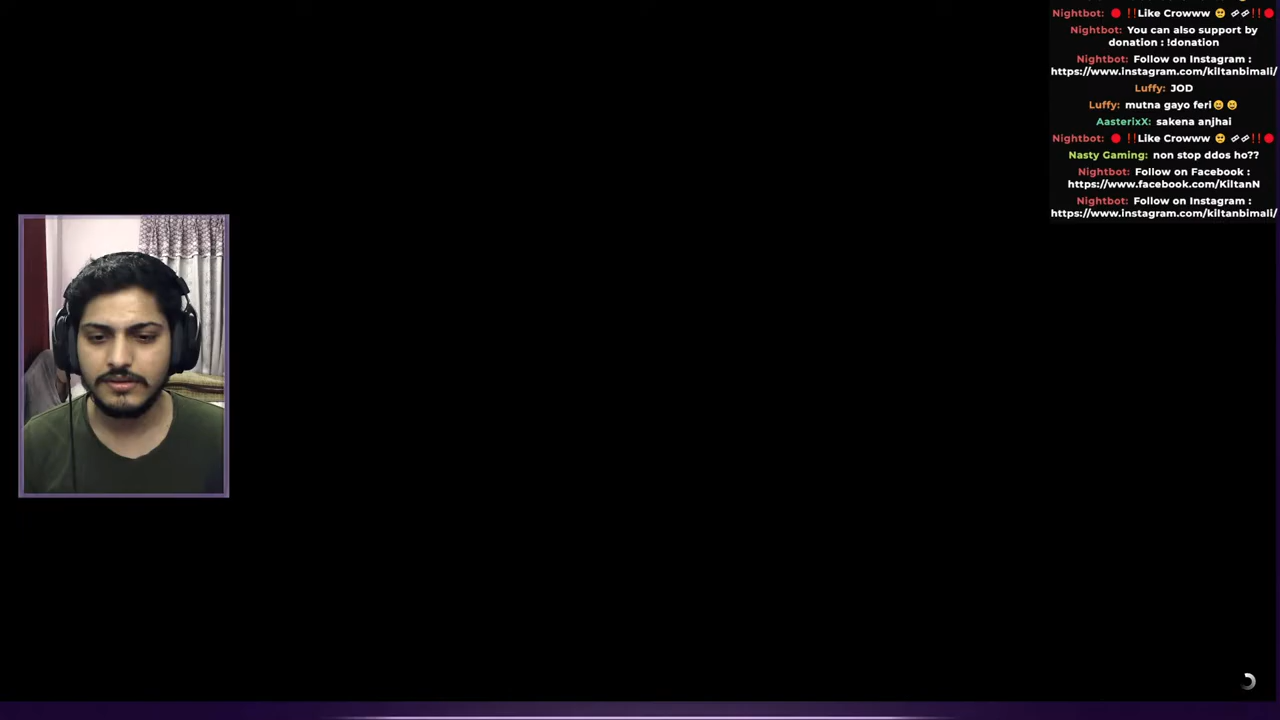 Nightbot: 🔴 ‼️Like Crowww 🙂 🔗🔗‼️🔴
Nightbot: You can also support by
donation : !donation
Nightbot: Follow on Instagram :
https://www.instagram.com/kiltanbimali/
Luffy: JOD
Luffy: mutna gayo feri😀😀
AasterixX: sakena anjhai
Nightbot: 🔴 ‼️Like Crowww 🙂 🔗🔗‼️🔴
Nasty Gaming: non stop ddos ho??
Nightbot: Follow on Facebook :
https://www.facebook.com/KiltanN
Nightbot: Follow on Instagram :
https://www.instagram.com/kiltanbimali/